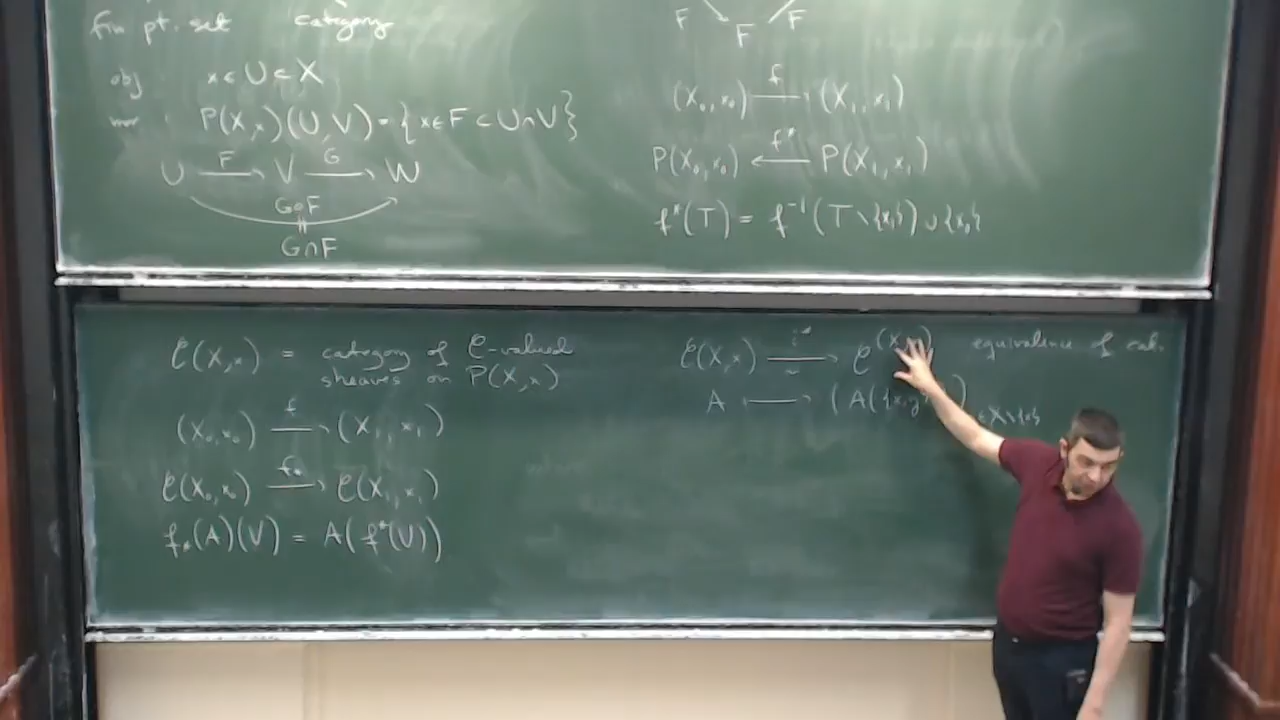 fin pt. set category
obj x ∈ U ⊂ X
mor P(X,x)(U,V) = {x∈F ⊂ U∩V}
U —F→ V —G→ W
G∘F
=
G∩F
F F
F
(X₀,x₀) —f→ (X₁,x₁)
P(X₀,x₀) ←f*— P(X₁,x₁)
f*(T) = f⁻¹(T∖{x₁}) ∪ {x₀}
𝒞(X,x) = category of 𝒞-valued
sheaves on P(X,x)
(X₀,x₀) —f→ (X₁,x₁)
𝒞(X₀,x₀) —f₊→ 𝒞(X₁,x₁)
f₊(A)(V) = A(f*(V))
𝒞(X,x) —~→ 𝒞 equivalence of cat.
A ⟼ (A({x,y
∈X∖{x}